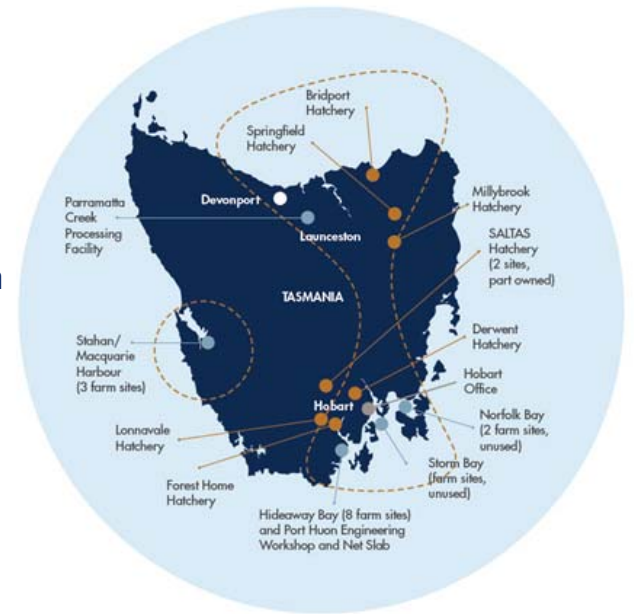 Bridport
Hatchery
Springfield
Hatchery
Devonport
Parramatta
Creek
Processing
Facility
Launceston
Millybrook
Hatchery
SALTAS
Hatchery
(2 sites,
part owned)
TASMANIA
Stahan/
Macquarie
Harbour
(3 farm sites)
Derwent
Hatchery
Hobart
Office
Hobart
Norfolk Bay
(2 farm sites,
unused)
Lonnavale
Hatchery
Storm Bay
(farm sites,
unused)
Forest Home
Hatchery
Hideaway Bay (8 farm sites)
and Port Huon Engineering
Workshop and Net Slab